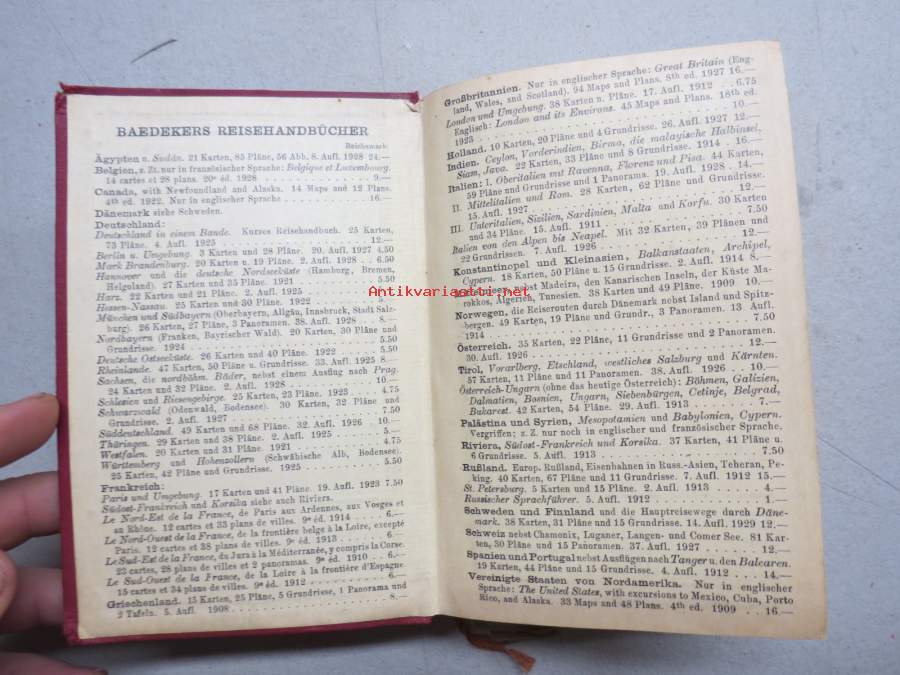 BAEDEKERS REISEHANDBÜCHER
Reichsmark
Ägypten u. Sudân. 21 Karten, 85 Pläne, 56 Abb. 8. Aufl. 1928 24.—
Belgien, z. Zt. nur in französischer Sprache: Belgique et Luxembourg.
14 cartes et 28 plans. 20e éd. 1928 9.—
Canada, with Newfoundland and Alaska. 14 Maps and 12 Plans.
4th ed. 1922. Nur in englischer Sprache 16.—
Dänemark siehe Schweden.
Deutschland:
Deutschland in einem Bande. Kurzes Reisehandbuch. 25 Karten,
73 Pläne. 4. Aufl. 1925 12.—
Berlin u. Umgebung. 3 Karten und 28 Pläne. 20. Aufl. 1927 4.50
Mark Brandenburg. 20 Karten u. 19 Pläne. 2. Aufl. 1928 6.50
Hannover und die deutsche Nordseeküste (Hamburg, Bremen,
Helgoland). 27 Karten und 35 Pläne. 1921 5.50
Harz. 22 Karten und 21 Pläne. 2. Aufl. 1925
Hessen-Nassau. 25 Karten und 30 Pläne. 1922 5.—
München und Südbayern (Oberbayern, Allgäu, Innsbruck, Stadt Salz-
burg). 26 Karten, 27 Pläne, 3 Panoramen. 38. Aufl. 1928 8.—
Nordbayern (Franken, Bayrischer Wald). 20 Karten, 30 Pläne und
Grundrisse. 1924 5.50
Deutsche Ostseeküste. 26 Karten und 40 Pläne. 1922 5.50
Rheinlande. 47 Karten, 50 Pläne u. Grundrisse. 33. Aufl. 1925 8.—
Sachsen, die nordböhm. Bäder, nebst einem Ausflug nach Prag.
24 Karten und 32 Pläne. 2. Aufl. 1928 10.—
Schlesien und Riesengebirge. 25 Karten, 23 Pläne. 1923 4.75
Schwarzwald (Odenwald, Bodensee). 30 Karten, 32 Pläne und
Grundrisse. 2. Aufl. 1927 7.50
Süddeutschland. 49 Karten und 68 Pläne. 32. Aufl. 1926 10.—
Thüringen. 29 Karten und 38 Pläne. 2. Aufl. 1925 5.—
Westfalen. 20 Karten und 31 Pläne. 1921 4.75
Württemberg und Hohenzollern (Schwäbische Alb, Bodensee).
25 Karten, 42 Pläne und Grundrisse. 1925 5.50
Frankreich:
Paris und Umgebung. 17 Karten und 41 Pläne. 19. Aufl. 1923 7.50
Südost-Frankreich und Korsika siehe auch Riviera.
Le Nord-Est de la France, de Paris aux Ardennes, aux Vosges et
au Rhône. 12 cartes et 33 plans de villes. 9e éd. 1914 6.—
Le Nord-Ouest de la France, de la frontière belge à la Loire, excepté
Paris. 12 cartes et 38 plans de villes. 9e éd. 1913 6.—
Le Sud-Est de la France, du Jura à la Méditerranée, y compris la Corse.
23 cartes, 28 plans de villes et 2 panoramas. 9e éd. 1910 6.—
Le Sud-Ouest de la France, de la Loire à la frontière d'Espagne
15 cartes et 34 plans de villes. 9e éd. 1912 6.—
Griechenland. 15 Karten, 25 Pläne, 5 Grundrisse, 1 Panorama und
2 Tafeln. 5. Aufl. 1908 8.—
Großbritannien. Nur in englischer Sprache: Great Britain (Eng-
land, Wales, and Scotland). 94 Maps and Plans. 8th ed. 1927 16.—
London und Umgebung. 38 Karten u. Pläne. 17. Aufl. 1912 6.75
Englisch: London and its Environs. 45 Maps and Plans. 18th ed.
1923 10.—
Holland. 10 Karten, 20 Pläne und 4 Grundrisse. 26. Aufl. 1927 12.—
Indien. Ceylon, Vorderindien, Birma, die malayische Halbinsel,
Siam, Java. 22 Karten, 33 Pläne und 8 Grundrisse. 1914 16.—
Italien: I. Oberitalien mit Ravenna, Florenz und Pisa. 44 Karten,
59 Pläne und Grundrisse und 1 Panorama. 19. Aufl. 1928 14.—
II. Mittelitalien und Rom. 28 Karten, 62 Pläne und Grundrisse.
15. Aufl. 1927 12.—
III. Unteritalien, Sizilien, Sardinien, Malta und Korfu. 30 Karten
und 34 Pläne. 15. Aufl. 1911 7.50
Italien von den Alpen bis Neapel. Mit 32 Karten, 39 Plänen und
22 Grundrissen. 7. Aufl. 1926 12.—
Konstantinopel und Kleinasien, Balkanstaaten, Archipel,
Cypern. 18 Karten, 50 Pläne u. 15 Grundrisse. 2. Aufl. 1914 8.—
nebst Madeira, den Kanarischen Inseln, der Küste Ma-
rokkos, Algerien, Tunesien. 38 Karten und 49 Pläne. 1909 10.—
Norwegen, die Reiserouten durch Dänemark nebst Island und Spitz-
bergen. 49 Karten, 19 Pläne und Grundr., 3 Panoramen. 13. Aufl.
1914 7.50
Österreich. 35 Karten, 22 Pläne, 11 Grundrisse und 2 Panoramen.
30. Aufl. 1926 12.—
Tirol, Vorarlberg, Etschland, westliches Salzburg und Kärnten.
57 Karten, 11 Pläne und 11 Panoramen. 38. Aufl. 1926 10.—
Österreich-Ungarn (ohne das heutige Österreich): Böhmen, Galizien,
Dalmatien, Bosnien, Ungarn, Siebenbürgen, Cetinje, Belgrad,
Bukarest. 42 Karten, 54 Pläne. 29. Aufl. 1913 7.—
Palästina und Syrien, Mesopotamien und Babylonien, Cypern.
Vergriffen; z. Z. nur noch in englischer und französischer Sprache.
Riviera, Südost-Frankreich und Korsika. 37 Karten, 41 Pläne u.
6 Grundrisse. 5. Aufl. 1913 7.50
Rußland. Europ. Rußland, Eisenbahnen in Russ.-Asien, Teheran, Pe-
king. 40 Karten, 67 Pläne und 11 Grundrisse. 7. Aufl. 1912 15.—
St. Petersburg. 5 Karten und 15 Pläne. 2. Aufl. 1913 4.—
Russischer Sprachführer. 5. Aufl. 1912 1.—
Schweden und Finnland und die Hauptreisewege durch Däne-
mark. 38 Karten, 31 Pläne und 15 Grundrisse. 14. Aufl. 1929 12.—
Schweiz nebst Chamonix, Luganer, Langen- und Comer See. 81 Kar-
ten, 30 Pläne und 15 Panoramen. 37. Aufl. 1927 12.—
Spanien und Portugal nebst Ausflügen nach Tanger u. den Balearen.
19 Karten, 44 Pläne und 15 Grundrisse. 4. Aufl. 1912 14.—
Vereinigte Staaten von Nordamerika. Nur in englischer
Sprache: The United States, with excursions to Mexico, Cuba, Porto
Rico, and Alaska. 33 Maps and 48 Plans. 4th ed. 1909 16.—
Antikvariaatti.net